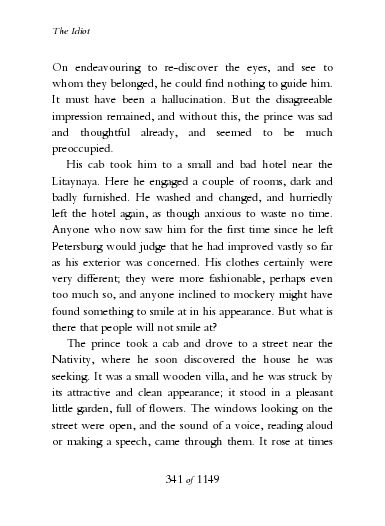 The Idiot
On endeavouring to re-discover the eyes, and see to
whom they belonged, he could find nothing to guide him.
It must have been a hallucination. But the disagreeable
impression remained, and without this, the prince was sad
and thoughtful already, and seemed to be much
preoccupied.
His cab took him to a small and bad hotel near the
Litaynaya. Here he engaged a couple of rooms, dark and
badly furnished. He washed and changed, and hurriedly
left the hotel again, as though anxious to waste no time.
Anyone who now saw him for the first time since he left
Petersburg would judge that he had improved vastly so far
as his exterior was concerned. His clothes certainly were
very different; they were more fashionable, perhaps even
too much so, and anyone inclined to mockery might have
found something to smile at in his appearance. But what is
there that people will not smile at?
The prince took a cab and drove to a street near the
Nativity, where he soon discovered the house he was
seeking. It was a small wooden villa, and he was struck by
its attractive and clean appearance; it stood in a pleasant
little garden, full of flowers. The windows looking on the
street were open, and the sound of a voice, reading aloud
or making a speech, came through them. It rose at times
341 of 1149